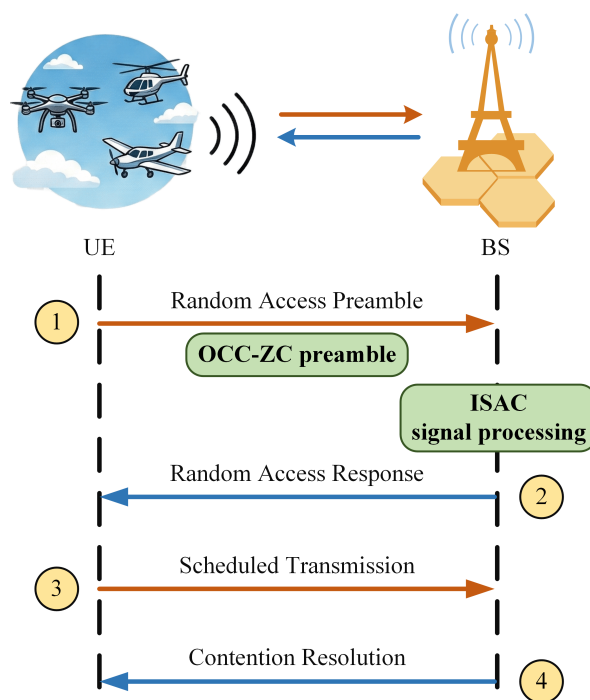 UE
BS
1
Random Access Preamble
OCC-ZC preamble
ISAC
signal processing
Random Access Response
2
Scheduled Transmission
3
Contention Resolution
4